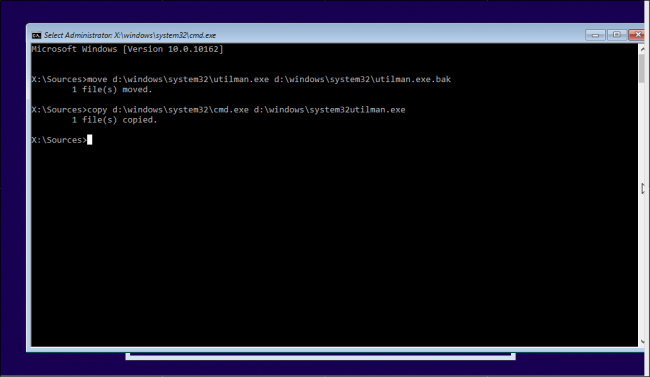 Select Administrator: X:\windows\system32\cmd.exe
Microsoft Windows [Version 10.0.10162]
X:\Sources>move d:\windows\system32\utilman.exe d:\windows\system32\utilman.exe.bak
1 file(s) moved.
X:\Sources>copy d:\windows\system32\cmd.exe d:\windows\system32utilman.exe
1 file(s) copied.
X:\Sources>